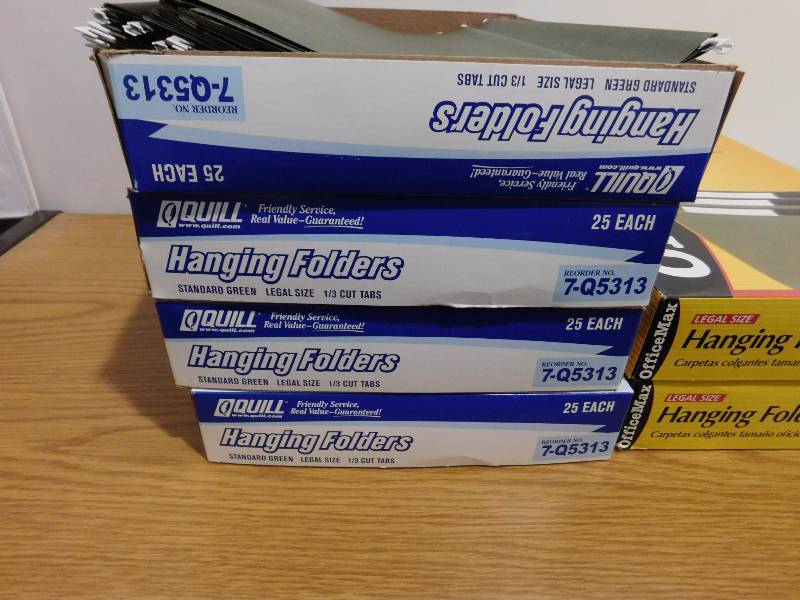 REORDER NO.
7-Q5313
STANDARD GREEN LEGAL SIZE 1/3 CUT TABS
Hanging Folders
25 EACH
Friendly Service,
Real Value–Guaranteed!
QUILL
www.quill.com
QUILL
www.quill.com
Friendly Service,
Real Value–Guaranteed!
25 EACH
Hanging Folders
STANDARD GREEN LEGAL SIZE 1/3 CUT TABS
REORDER NO.
7-Q5313
QUILL
www.quill.com
Friendly Service,
Real Value–Guaranteed!
25 EACH
Hanging Folders
STANDARD GREEN LEGAL SIZE 1/3 CUT TABS
REORDER NO.
7-Q5313
QUILL
www.quill.com
Friendly Service,
Real Value–Guaranteed!
25 EACH
Hanging Folders
STANDARD GREEN LEGAL SIZE 1/3 CUT TABS
REORDER NO.
7-Q5313
OfficeMax
LEGAL SIZE
Hanging
Carpetas colgantes
OfficeMax
LEGAL SIZE
Hanging
Carpetas colgantes tamaño